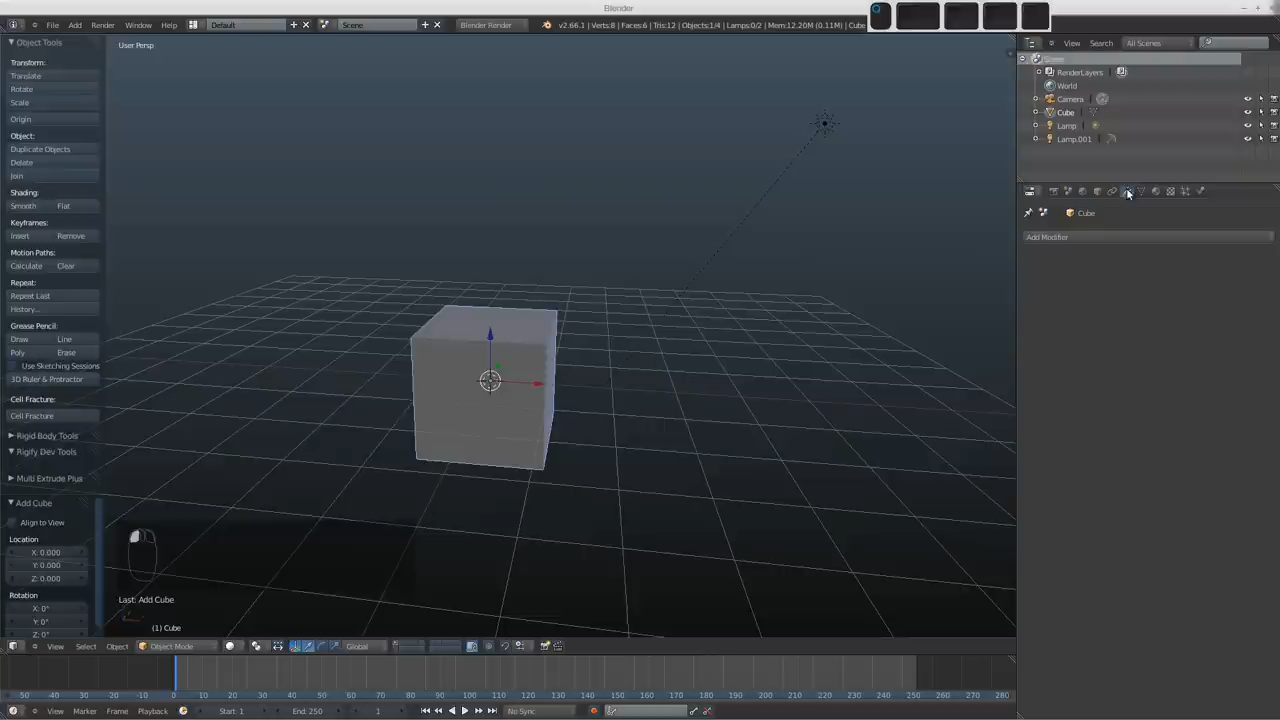 Blender
File Add Render Window Help
Default
Scene
Blender Render
v2.66.1 | Verts:8 | Faces:6 | Tris:12 | Objects:1/4 | Lamps:0/2 | Mem:12.20M (0.11M) | Cube
View Search All Scenes
Object Tools
User Persp
Transform:
Translate
Rotate
Scale
Origin
Object:
Duplicate Objects
Delete
Join
Shading:
Smooth Flat
Keyframes:
Insert Remove
Motion Paths:
Calculate Clear
Repeat:
Repeat Last
History...
Grease Pencil:
Draw Line
Poly Erase
Use Sketching Sessions
3D Ruler & Protractor
Cell Fracture:
Cell Fracture
Rigid Body Tools
Rigify Dev Tools
Multi Extrude Plus
Add Cube
Align to View
Location
X: 0.000
Y: 0.000
Z: 0.000
Rotation
X: 0°
Y: 0°
Z: 0°
Last: Add Cube
(1) Cube
Scene
RenderLayers
World
Camera
Cube
Lamp
Lamp.001
Cube
Add Modifier
View Select Object Object Mode Global
50 -40 -30 -20 -10 0 10 20 30 40 50 60 70 80 90 100 110 120 130 140 150 160 170 180 190 200 210 220 230 240 250 260 270 280
View Marker Frame Playback Start: 1 End: 250 1 No Sync